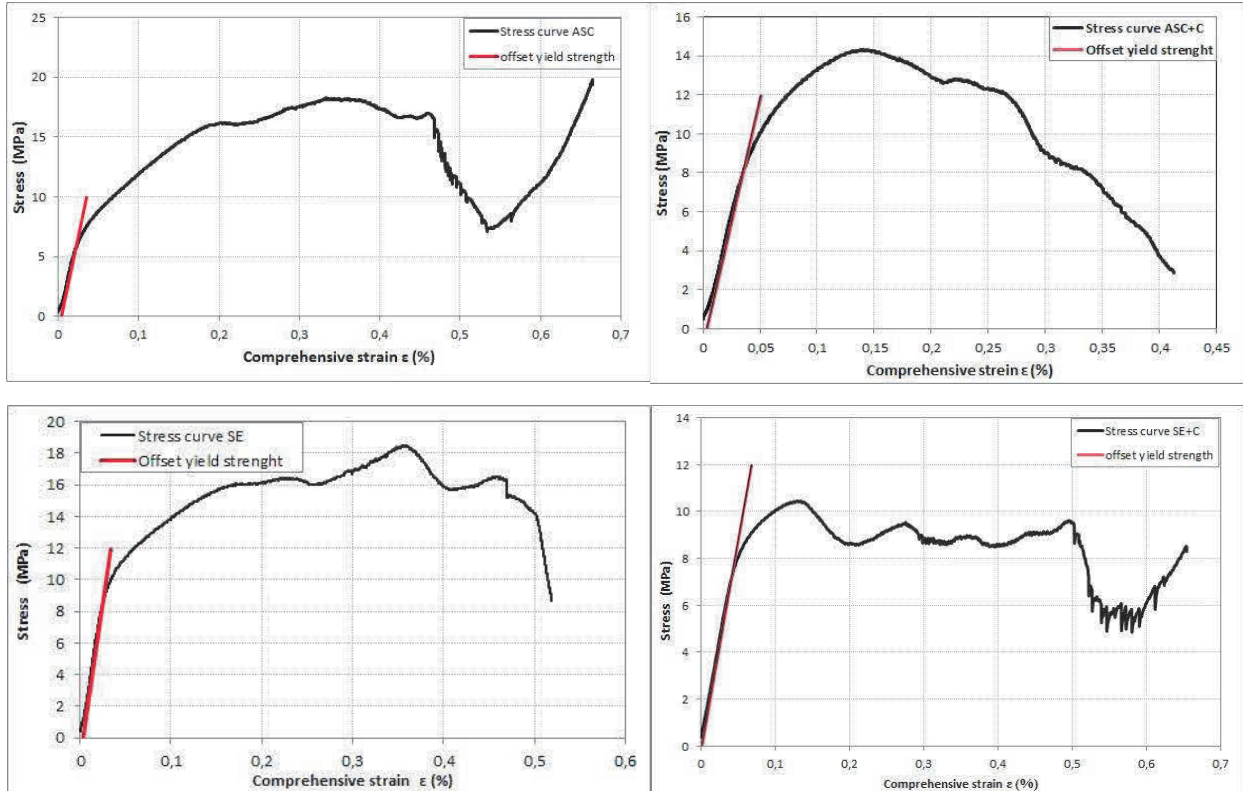 25
20
15
10
5
0
Stress (MPa)
Stress curve ASC
offset yield strength
0 0,1 0,2 0,3 0,4 0,5 0,6 0,7
Comprehensive strain ε (%)
16
14
12
10
8
6
4
2
0
Stress (MPa)
Stress curve ASC+C
Offset yield strenght
0 0,05 0,1 0,15 0,2 0,25 0,3 0,35 0,4 0,45
Comprehensive strein ε (%)
20
18
16
14
12
10
8
6
4
2
0
Stress (MPa)
Stress curve SE
Offset yield strenght
0 0,1 0,2 0,3 0,4 0,5 0,6
Comprehensive strain ε (%)
14
12
10
8
6
4
2
0
Stress (MPa)
Stress curve SE+C
offset yield strength
0 0,1 0,2 0,3 0,4 0,5 0,6 0,7
Comprehensive strain ε (%)